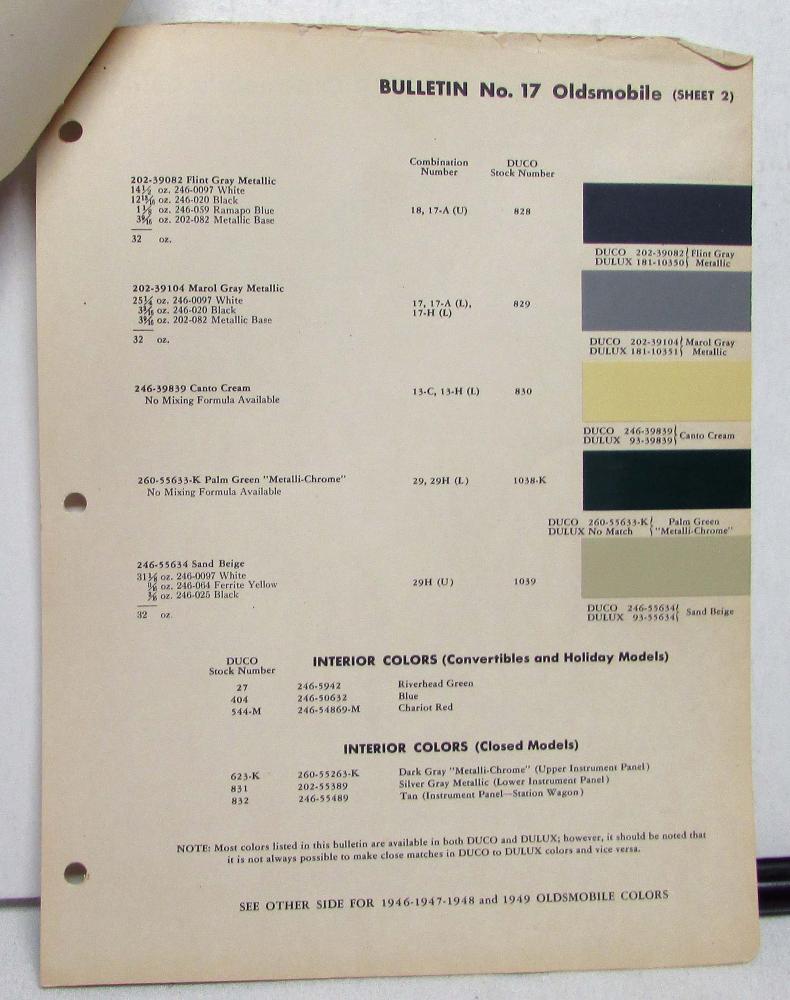 BULLETIN No. 17 Oldsmobile (SHEET 2)
Combination Number
DUCO Stock Number
202-39082 Flint Gray Metallic
14½ oz. 246-0097 White
oz. 246-020 Black
oz. 246-059 Ramapo Blue
oz. 202-082 Metallic Base
32 oz.
18, 17-A (U)
828
DUCO 202-39082 } Flint Gray
DULUX 181-10350 } Metallic
202-39104 Marol Gray Metallic
25¼ oz. 246-0097 White
oz. 246-020 Black
oz. 202-082 Metallic Base
32 oz.
17, 17-A (L),
17-H (L)
829
DUCO 202-39104 } Marol Gray
DULUX 181-10351 } Metallic
246-39839 Canto Cream
No Mixing Formula Available
13-C, 13-H (L)
830
DUCO 246-39839 }
DULUX 93-39839 } Canto Cream
260-55633-K Palm Green "Metalli-Chrome"
No Mixing Formula Available
29, 29H (L)
1038-K
DUCO 260-55633-K { Palm Green
DULUX No Match { "Metalli-Chrome"
246-55634 Sand Beige
oz. 246-0097 White
oz. 246-064 Ferrite Yellow
oz. 246-025 Black
32 oz.
29H (U)
1039
DUCO 246-55634 {
DULUX 93-55634 { Sand Beige
DUCO Stock Number
INTERIOR COLORS (Convertibles and Holiday Models)
27 246-5942 Riverhead Green
404 246-50632 Blue
544-M 246-54869-M Chariot Red
INTERIOR COLORS (Closed Models)
623-K 260-55263-K Dark Gray "Metalli-Chrome" (Upper Instrument Panel)
831 202-55389 Silver Gray Metallic (Lower Instrument Panel)
832 246-55489 Tan (Instrument Panel—Station Wagon)
NOTE: Most colors listed in this bulletin are available in both DUCO and DULUX; however, it should be noted that
it is not always possible to make close matches in DUCO to DULUX colors and vice versa.
SEE OTHER SIDE FOR 1946-1947-1948 and 1949 OLDSMOBILE COLORS